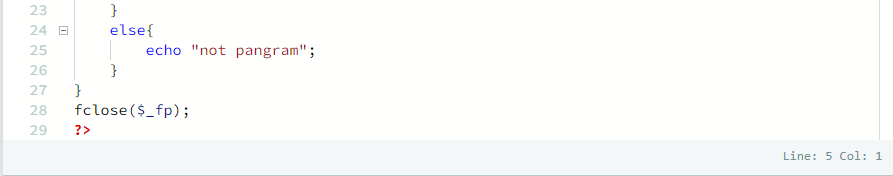 23 }
24 else{
25 echo "not pangram";
26 }
27 }
28 fclose($_fp);
29 ?>
Line: 5 Col: 1